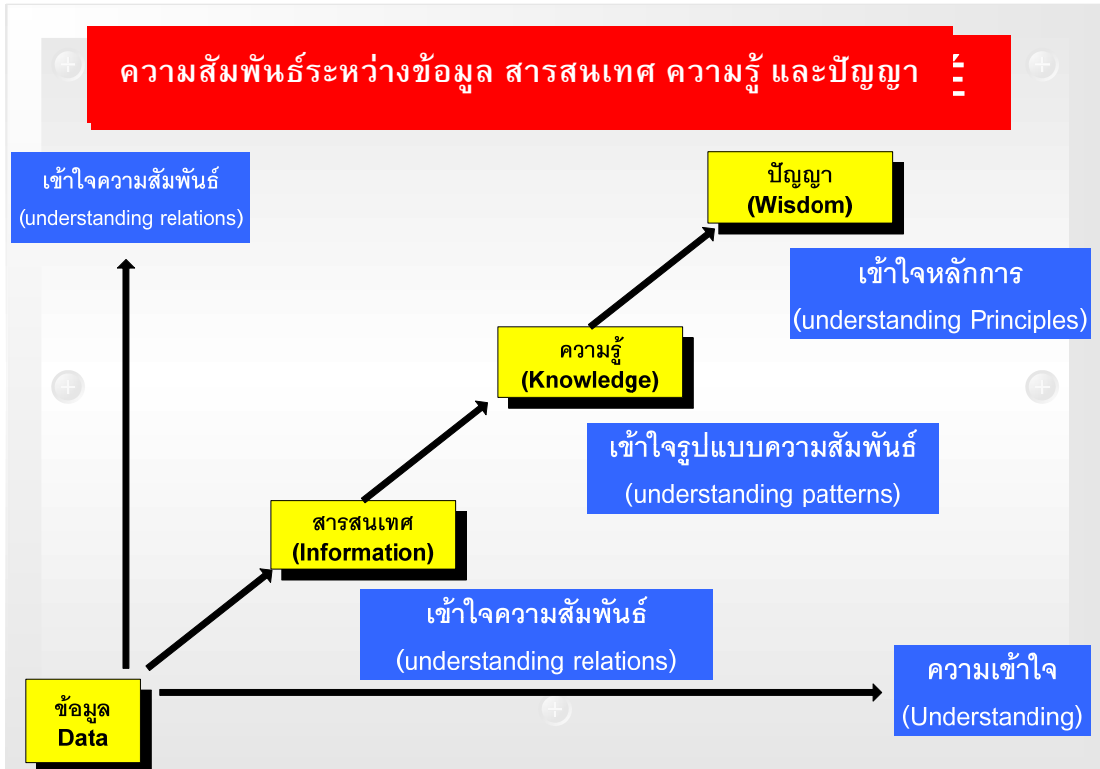 ความสัมพันธ์ระหว่างข้อมูล สารสนเทศ ความรู้ และปัญญา
เข้าใจความสัมพันธ์
(understanding relations)
ปัญญา
(Wisdom)
เข้าใจหลักการ
(understanding Principles)
ความรู้
(Knowledge)
เข้าใจรูปแบบความสัมพันธ์
(understanding patterns)
สารสนเทศ
(Information)
เข้าใจความสัมพันธ์
(understanding relations)
ความเข้าใจ
(Understanding)
ข้อมูล
Data